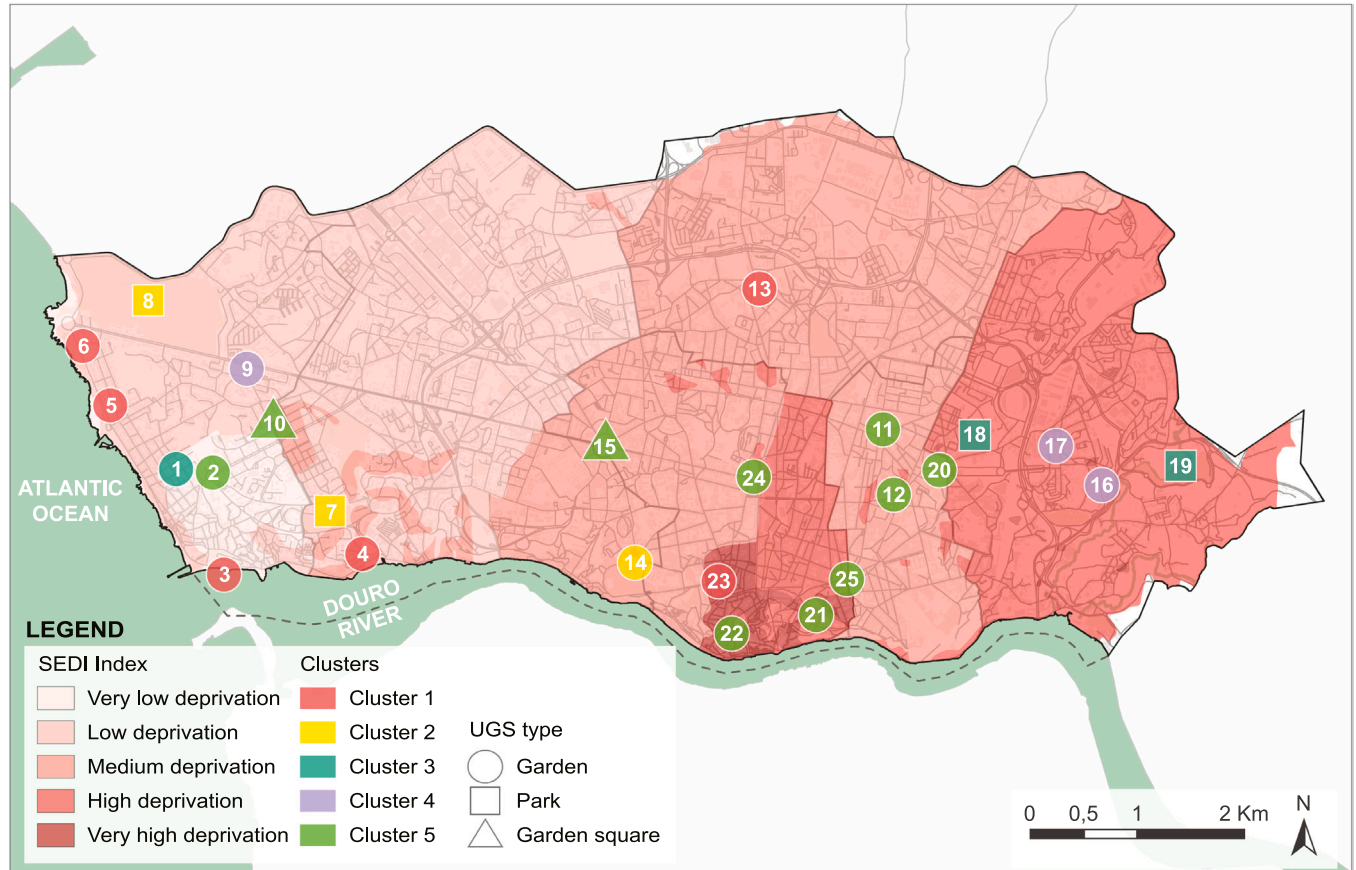 8
13
6
9
5
10
11
15
18
17
1
2
24
20
16
19
12
7
ATLANTIC
OCEAN
4
14
3
23
25
DOURO
RIVER
21
22
LEGEND
SEDI Index
Very low deprivation
Low deprivation
Medium deprivation
High deprivation
Very high deprivation
Clusters
Cluster 1
Cluster 2
Cluster 3
Cluster 4
Cluster 5
UGS type
Garden
Park
Garden square
0 0,5 1 2 Km
N